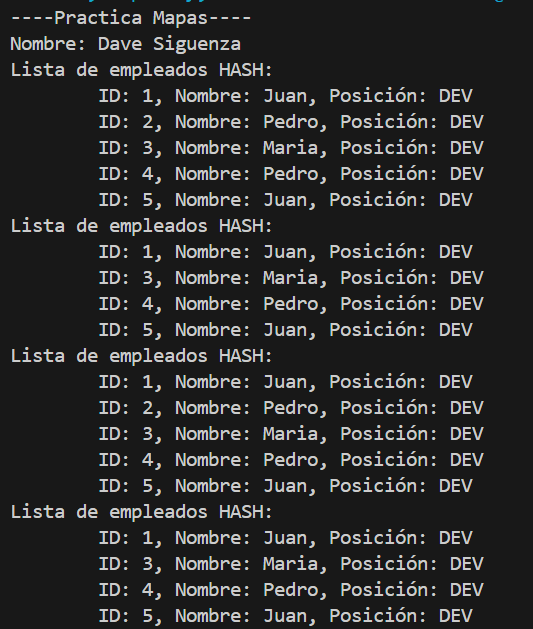 ----Practica Mapas----
Nombre: Dave Siguenza
Lista de empleados HASH:
ID: 1, Nombre: Juan, Posición: DEV
ID: 2, Nombre: Pedro, Posición: DEV
ID: 3, Nombre: Maria, Posición: DEV
ID: 4, Nombre: Pedro, Posición: DEV
ID: 5, Nombre: Juan, Posición: DEV
Lista de empleados HASH:
ID: 1, Nombre: Juan, Posición: DEV
ID: 3, Nombre: Maria, Posición: DEV
ID: 4, Nombre: Pedro, Posición: DEV
ID: 5, Nombre: Juan, Posición: DEV
Lista de empleados HASH:
ID: 1, Nombre: Juan, Posición: DEV
ID: 2, Nombre: Pedro, Posición: DEV
ID: 3, Nombre: Maria, Posición: DEV
ID: 4, Nombre: Pedro, Posición: DEV
ID: 5, Nombre: Juan, Posición: DEV
Lista de empleados HASH:
ID: 1, Nombre: Juan, Posición: DEV
ID: 3, Nombre: Maria, Posición: DEV
ID: 4, Nombre: Pedro, Posición: DEV
ID: 5, Nombre: Juan, Posición: DEV